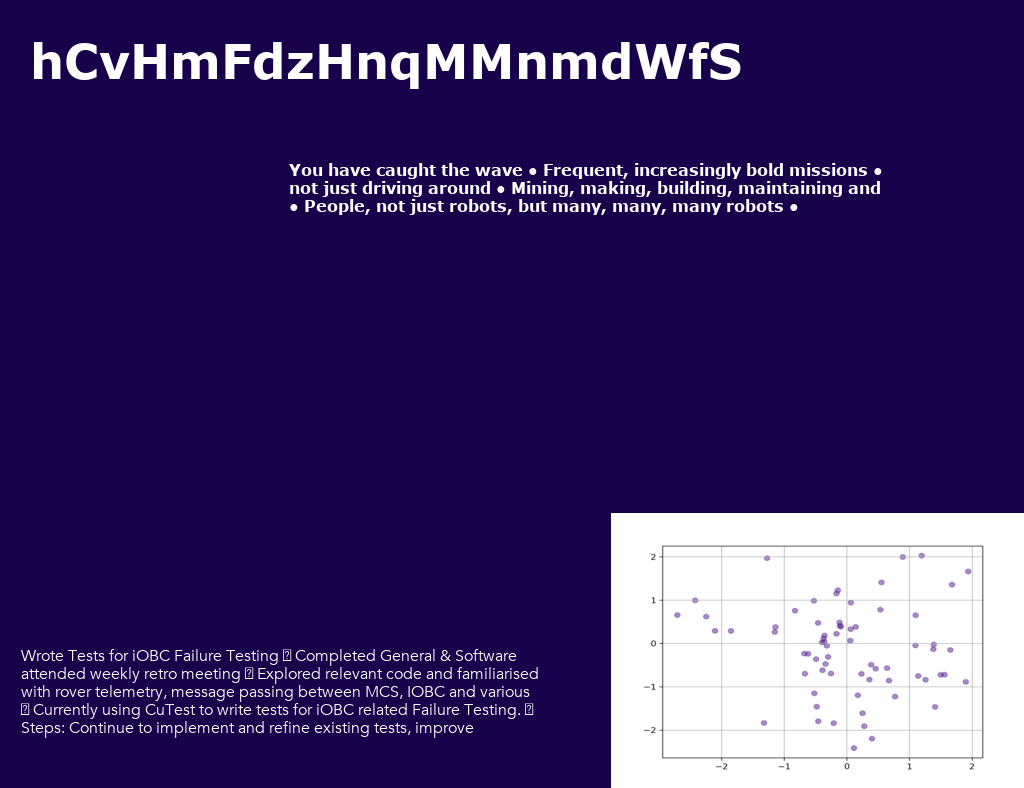 hCvHmFdzHnqMMnmdWfS
You have caught the wave ● Frequent, increasingly bold missions ●
not just driving around ● Mining, making, building, maintaining and
● People, not just robots, but many, many, many robots ●
Wrote Tests for iOBC Failure Testing  Completed General & Software
attended weekly retro meeting  Explored relevant code and familiarised
with rover telemetry, message passing between MCS, IOBC and various
 Currently using CuTest to write tests for iOBC related Failure Testing. 
Steps: Continue to implement and refine existing tests, improve
2
1
0
−1
−2
−2 −1 0 1 2